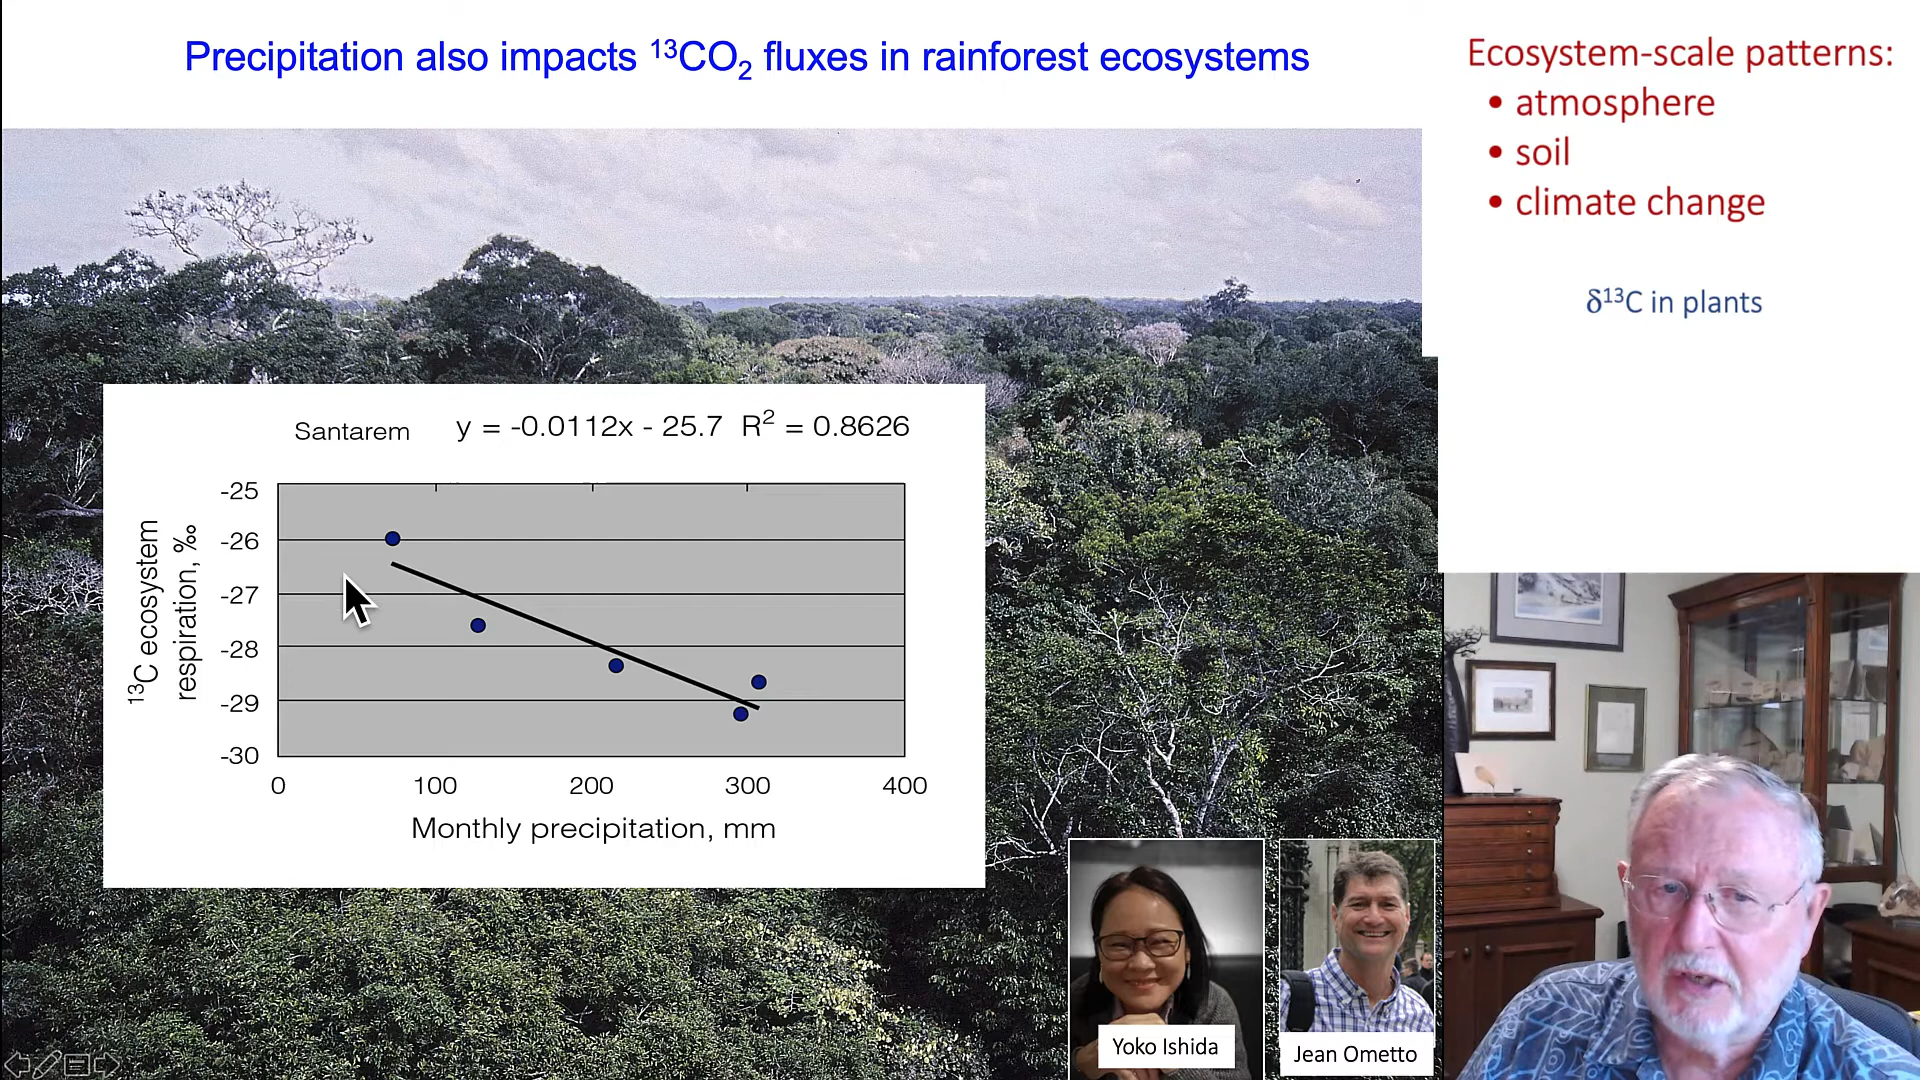 Precipitation also impacts ¹³CO₂ fluxes in rainforest ecosystems
Ecosystem-scale patterns:
• atmosphere
• soil
• climate change
δ¹³C in plants
Santarem y = -0.0112x - 25.7 R² = 0.8626
¹³C ecosystem
respiration, ‰
-25
-26
-27
-28
-29
-30
0 100 200 300 400
Monthly precipitation, mm
Yoko Ishida
Jean Ometto